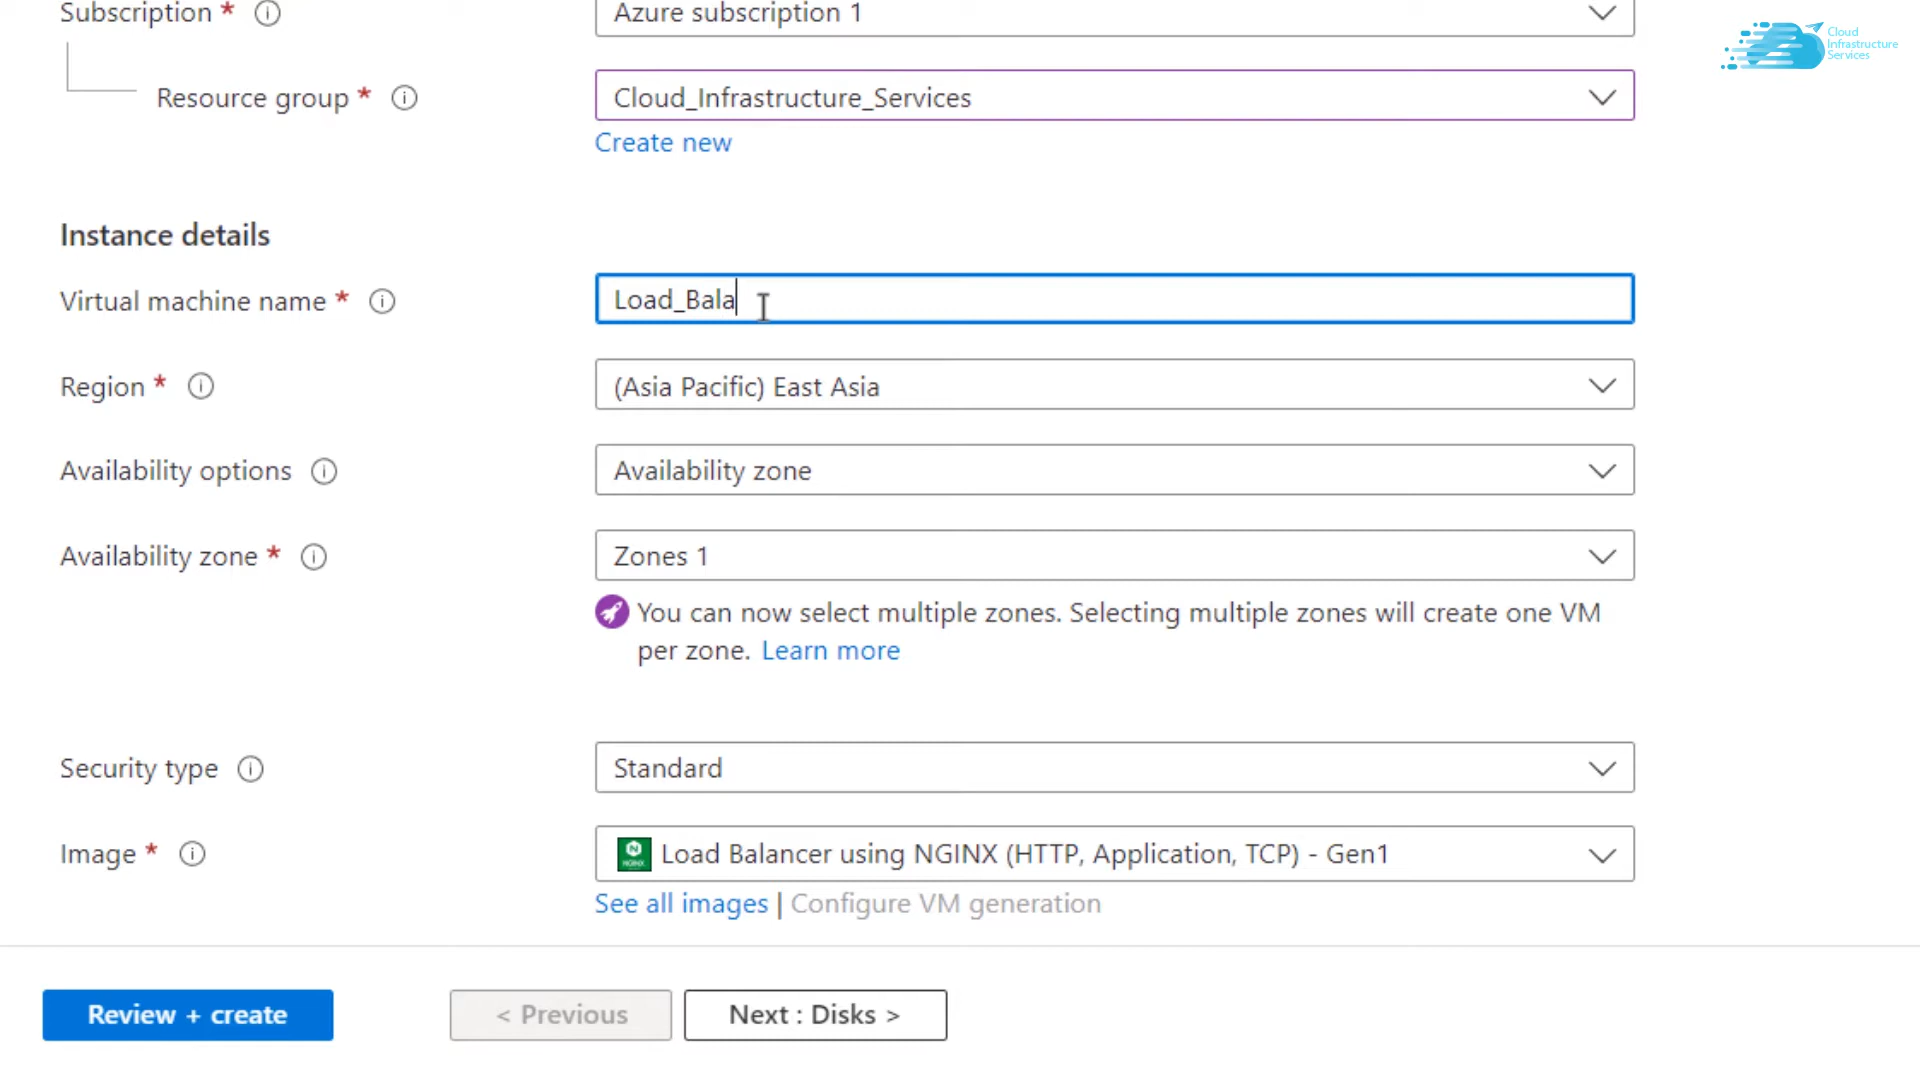 Subscription *
Azure subscription 1
Cloud
Infrastructure
Services
Resource group *
Cloud_Infrastructure_Services
Create new
Instance details
Virtual machine name *
Load_Bala
Region *
(Asia Pacific) East Asia
Availability options
Availability zone
Availability zone *
Zones 1
You can now select multiple zones. Selecting multiple zones will create one VM
per zone. Learn more
Security type
Standard
Image *
NGINX
Load Balancer using NGINX (HTTP, Application, TCP) - Gen1
See all images | Configure VM generation
Review + create
< Previous
Next : Disks >